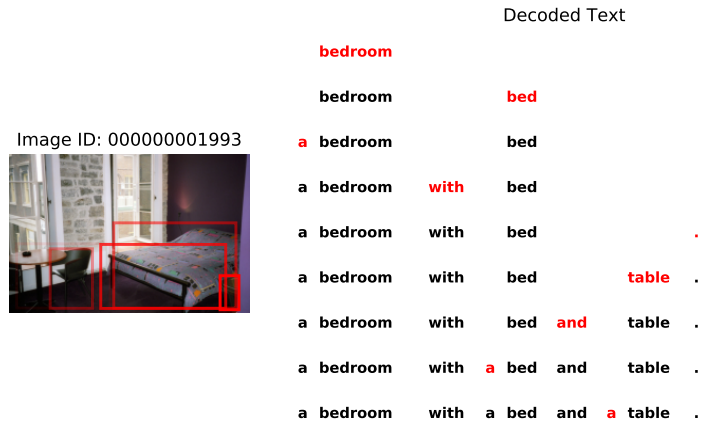 Decoded Text
bedroom
bedroom bed
a bedroom bed
Image ID: 000000001993
a bedroom with bed
a bedroom with bed .
a bedroom with bed table .
a bedroom with bed and table .
a bedroom with a bed and table .
a bedroom with a bed and a table .